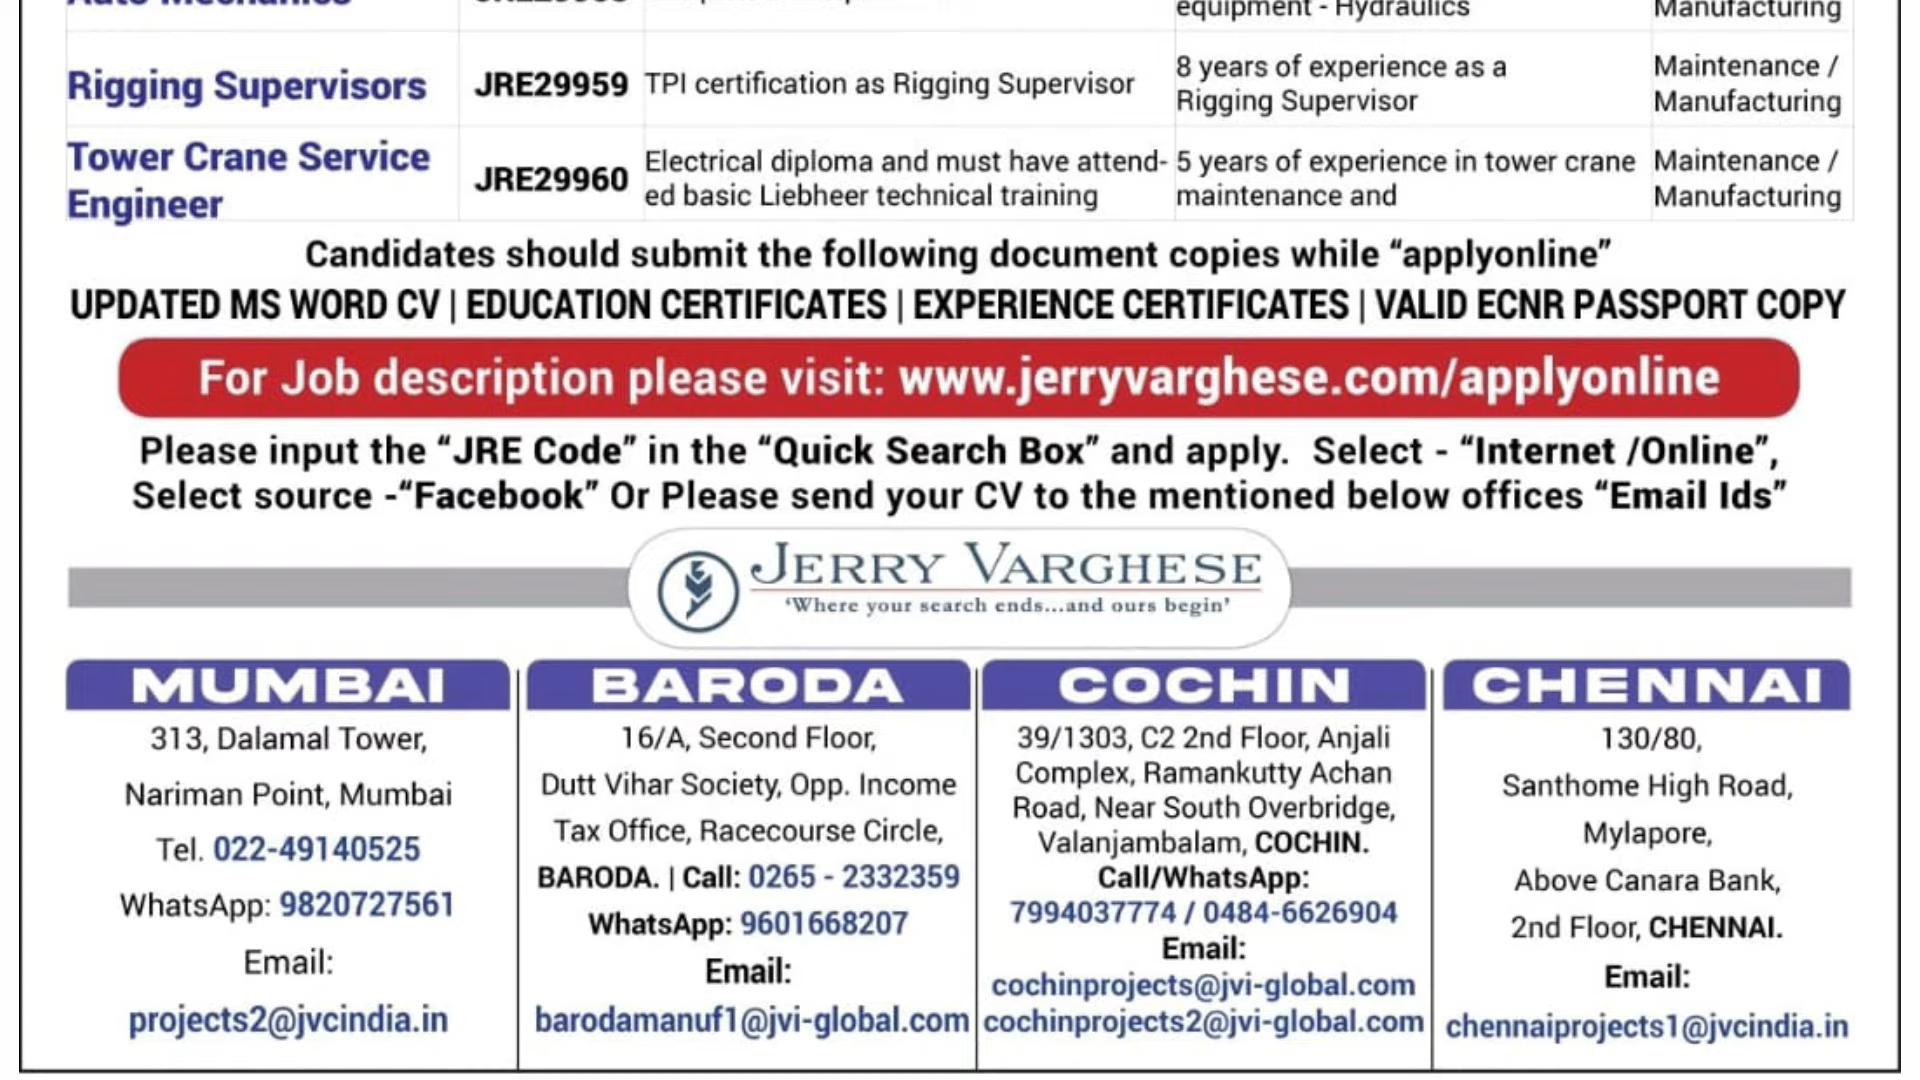 Auto Mechanics
equipment - Hydraulics
Manufacturing
Rigging Supervisors
JRE29959
TPI certification as Rigging Supervisor
8 years of experience as a
Rigging Supervisor
Maintenance /
Manufacturing
Tower Crane Service
Engineer
JRE29960
Electrical diploma and must have attend-
ed basic Liebheer technical training
5 years of experience in tower crane
maintenance and
Maintenance /
Manufacturing
Candidates should submit the following document copies while “applyonline”
UPDATED MS WORD CV | EDUCATION CERTIFICATES | EXPERIENCE CERTIFICATES | VALID ECNR PASSPORT COPY
For Job description please visit: www.jerryvarghese.com/applyonline
Please input the “JRE Code” in the “Quick Search Box” and apply. Select - “Internet /Online”,
Select source -“Facebook” Or Please send your CV to the mentioned below offices “Email Ids”
JERRY VARGHESE
‘Where your search ends...and ours begin’
MUMBAI
313, Dalamal Tower,
Nariman Point, Mumbai
Tel. 022-49140525
WhatsApp: 9820727561
Email:
projects2@jvcindia.in
BARODA
16/A, Second Floor,
Dutt Vihar Society, Opp. Income
Tax Office, Racecourse Circle,
BARODA. | Call: 0265 - 2332359
WhatsApp: 9601668207
Email:
barodamanuf1@jvi-global.com
COCHIN
39/1303, C2 2nd Floor, Anjali
Complex, Ramankutty Achan
Road, Near South Overbridge,
Valanjambalam, COCHIN.
Call/WhatsApp:
7994037774 / 0484-6626904
Email:
cochinprojects@jvi-global.com
cochinprojects2@jvi-global.com
CHENNAI
130/80,
Santhome High Road,
Mylapore,
Above Canara Bank,
2nd Floor, CHENNAI.
Email:
chennaiprojects1@jvcindia.in